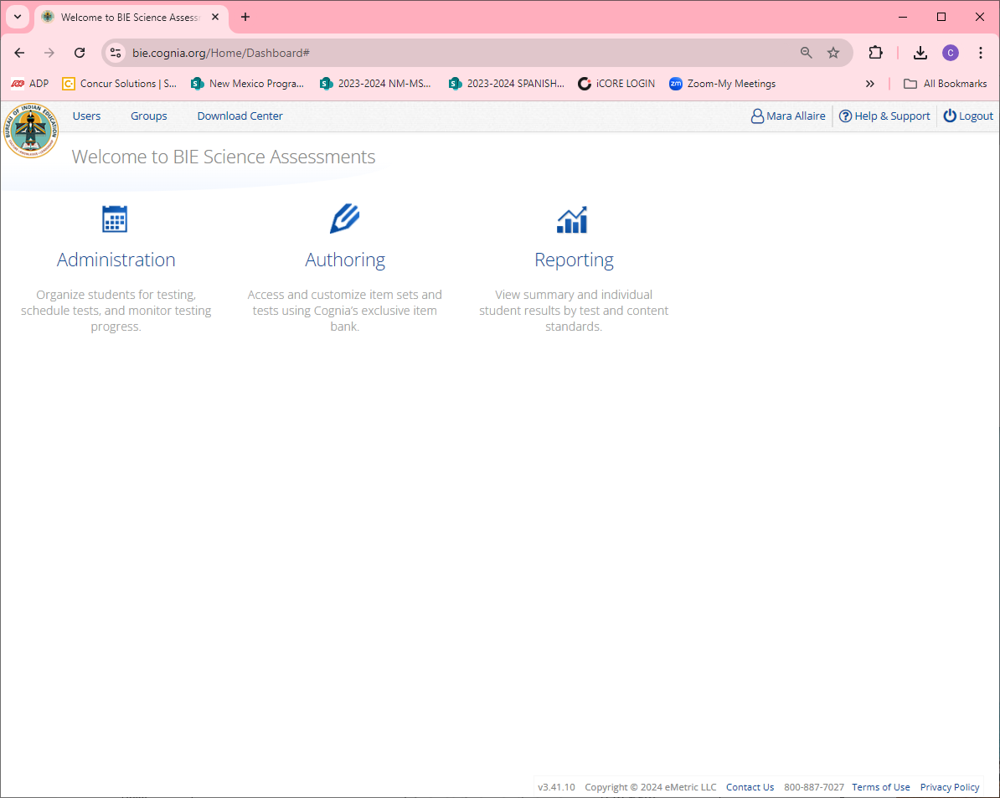 Welcome to BIE Science Assess
bie.cognia.org/Home/Dashboard#
C
ADP
Concur Solutions | S...
New Mexico Progra...
2023-2024 NM-MS...
2023-2024 SPANISH...
iCORE LOGIN
Zoom-My Meetings
All Bookmarks
BUREAU OF INDIAN EDUCATION
Users
Groups
Download Center
Mara Allaire
Help & Support
Logout
Welcome to BIE Science Assessments
Administration
Organize students for testing,
schedule tests, and monitor testing
progress.
Authoring
Access and customize item sets and
tests using Cognia's exclusive item
bank.
Reporting
View summary and individual
student results by test and content
standards.
v3.41.10 Copyright © 2024 eMetric LLC Contact Us 800-887-7027 Terms of Use Privacy Policy